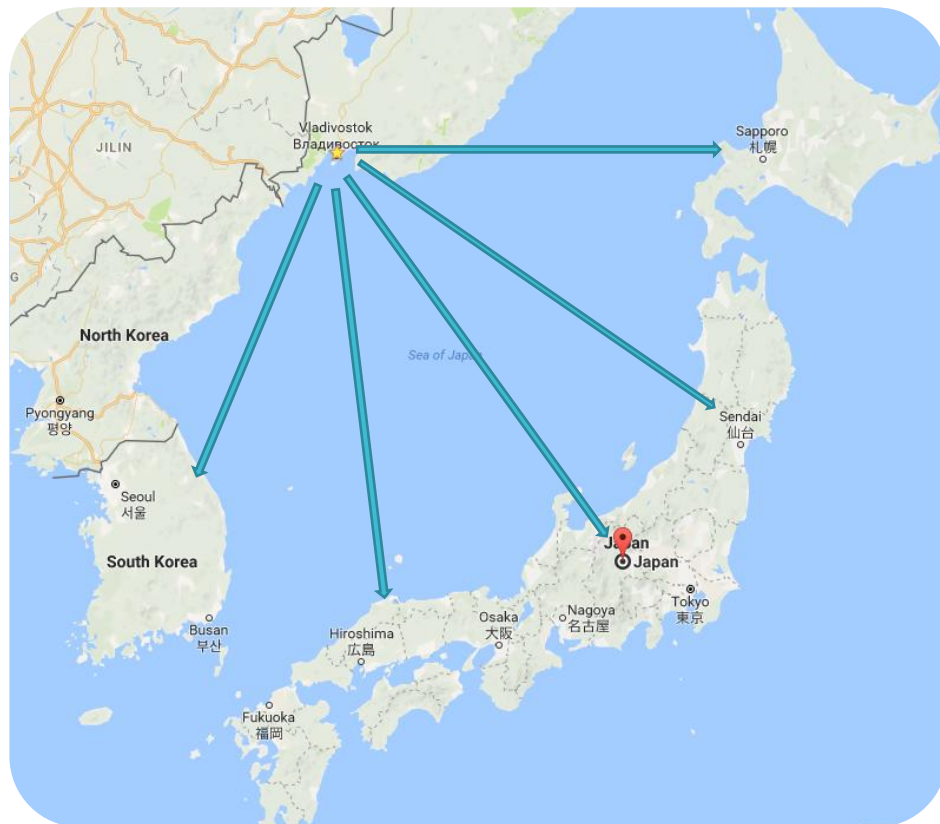 Vladivostok
Владивосток
Sapporo
札幌
JILIN
G
North Korea
Sea of Japan
Pyongyang
평양
Sendai
仙台
Seoul
서울
Japan
Japan
South Korea
Tokyo
東京
Nagoya
名古屋
Osaka
大阪
Busan
부산
Hiroshima
広島
Fukuoka
福岡